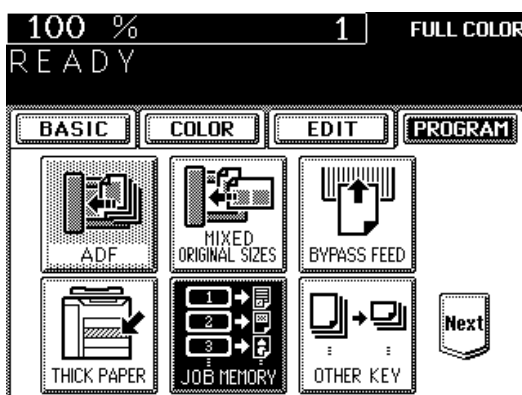 100 % 1 FULL COLOR
READY
BASIC COLOR EDIT PROGRAM
ADF
MIXED
ORIGINAL SIZES
BYPASS FEED
THICK PAPER
1
2
3
JOB MEMORY
OTHER KEY
Next